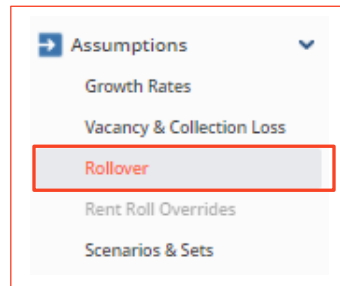 Assumptions
Growth Rates
Vacancy & Collection Loss
Rollover
Rent Roll Overrides
Scenarios & Sets